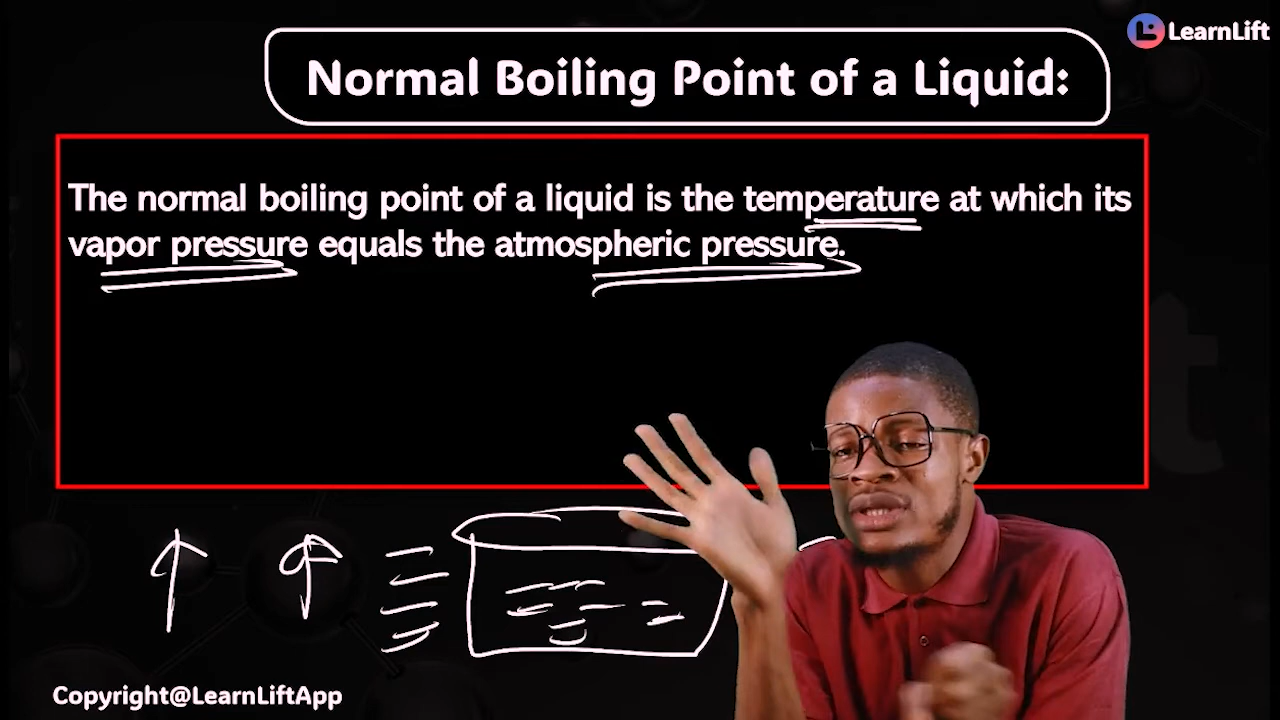 LearnLift
Normal Boiling Point of a Liquid:
The normal boiling point of a liquid is the temperature at which its
vapor pressure equals the atmospheric pressure.
Copyright@LearnLiftApp